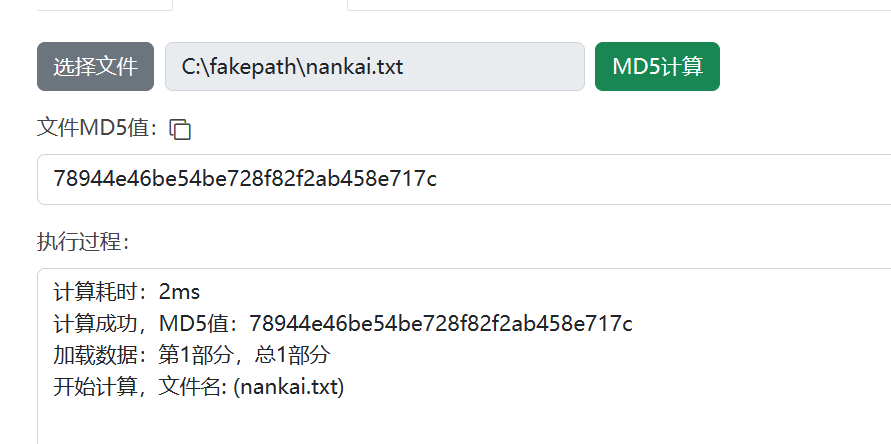 选择文件 C:\fakepath\nankai.txt MD5计算
文件MD5值：
78944e46be54be728f82f2ab458e717c
执行过程：
计算耗时：2ms
计算成功，MD5值：78944e46be54be728f82f2ab458e717c
加载数据：第1部分，总1部分
开始计算，文件名: (nankai.txt)